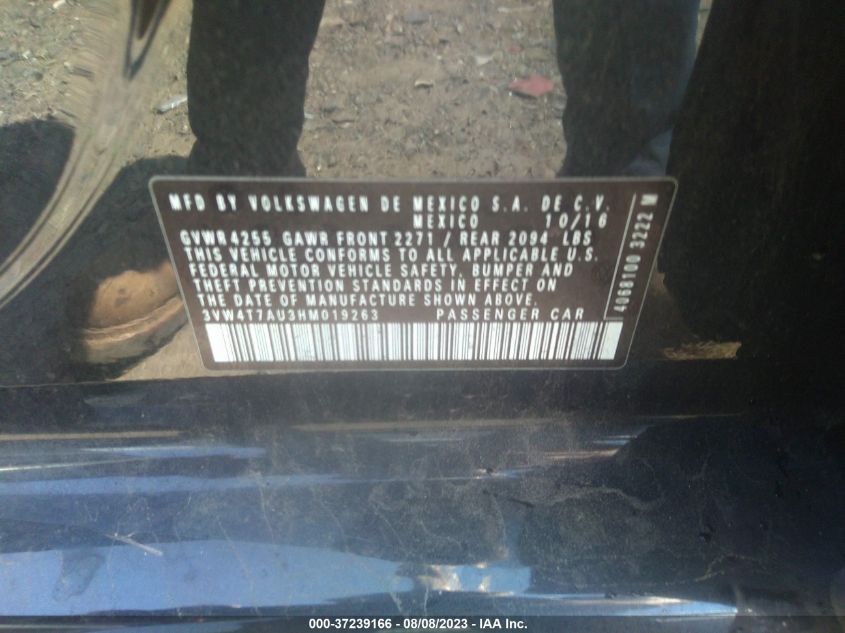 MFD BY VOLKSWAGEN DE MEXICO S.A. DE C.V.
MEXICO 10/16
GVWR 4255 GAWR FRONT 2271 / REAR 2094 LBS
THIS VEHICLE CONFORMS TO ALL APPLICABLE U.S.
FEDERAL MOTOR VEHICLE SAFETY, BUMPER AND
THEFT PREVENTION STANDARDS IN EFFECT ON
THE DATE OF MANUFACTURE SHOWN ABOVE.
3VW4T7AU3HM019263 PASSENGER CAR
4068100 3222 M
000-37239166 - 08/08/2023 - IAA Inc.